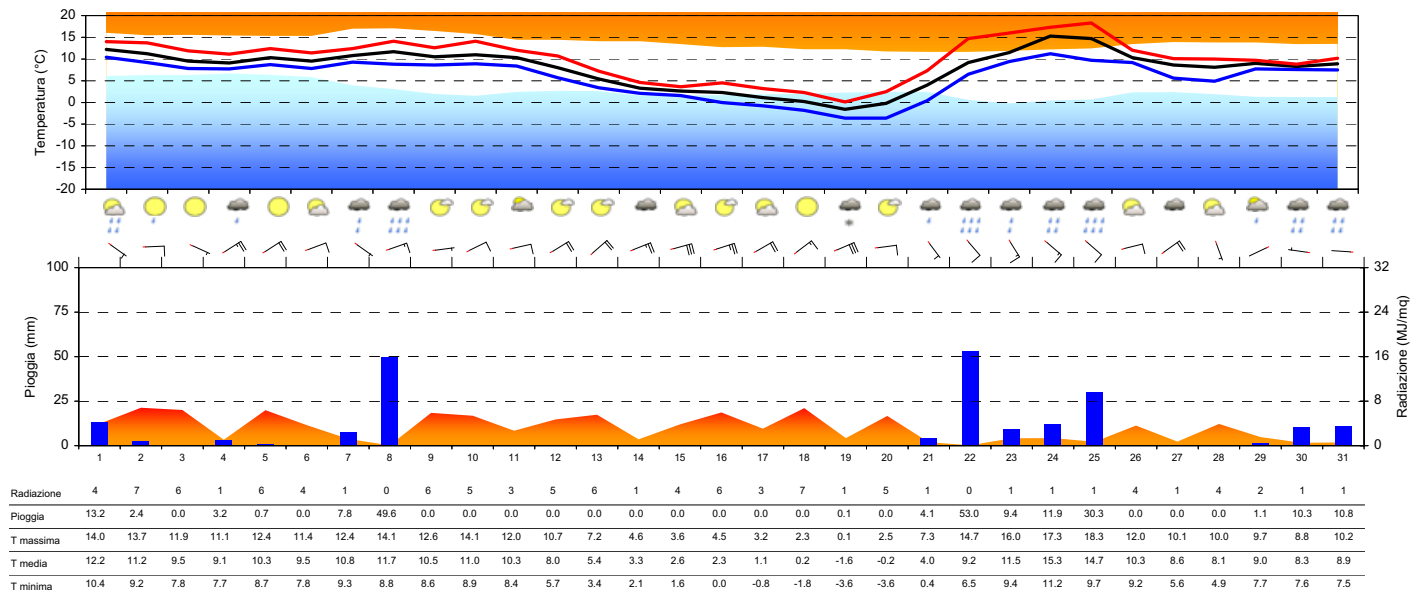 20
15
10
5
0
-5
-10
-15
-20
Temperatura (°C)
100
75
50
25
0
Pioggia (mm)
32
24
16
8
0
Radiazione (MJ/mq)
1 2 3 4 5 6 7 8 9 10 11 12 13 14 15 16 17 18 19 20 21 22 23 24 25 26 27 28 29 30 31
Radiazione 4 7 6 1 6 4 1 0 6 5 3 5 6 1 4 6 3 7 1 5 1 0 1 1 1 4 1 4 2 1 1
Pioggia 13.2 2.4 0.0 3.2 0.7 0.0 7.8 49.6 0.0 0.0 0.0 0.0 0.0 0.0 0.0 0.0 0.0 0.0 0.1 0.0 4.1 53.0 9.4 11.9 30.3 0.0 0.0 0.0 1.1 10.3 10.8
T massima 14.0 13.7 11.9 11.1 12.4 11.4 12.4 14.1 12.6 14.1 12.0 10.7 7.2 4.6 3.6 4.5 3.2 2.3 0.1 2.5 7.3 14.7 16.0 17.3 18.3 12.0 10.1 10.0 9.7 8.8 10.2
T media 12.2 11.2 9.5 9.1 10.3 9.5 10.8 11.7 10.5 11.0 10.3 8.0 5.4 3.3 2.6 2.3 1.1 0.2 -1.6 -0.2 4.0 9.2 11.5 15.3 14.7 10.3 8.6 8.1 9.0 8.3 8.9
T minima 10.4 9.2 7.8 7.7 8.7 7.8 9.3 8.8 8.6 8.9 8.4 5.7 3.4 2.1 1.6 0.0 -0.8 -1.8 -3.6 -3.6 0.4 6.5 9.4 11.2 9.7 9.2 5.6 4.9 7.7 7.6 7.5